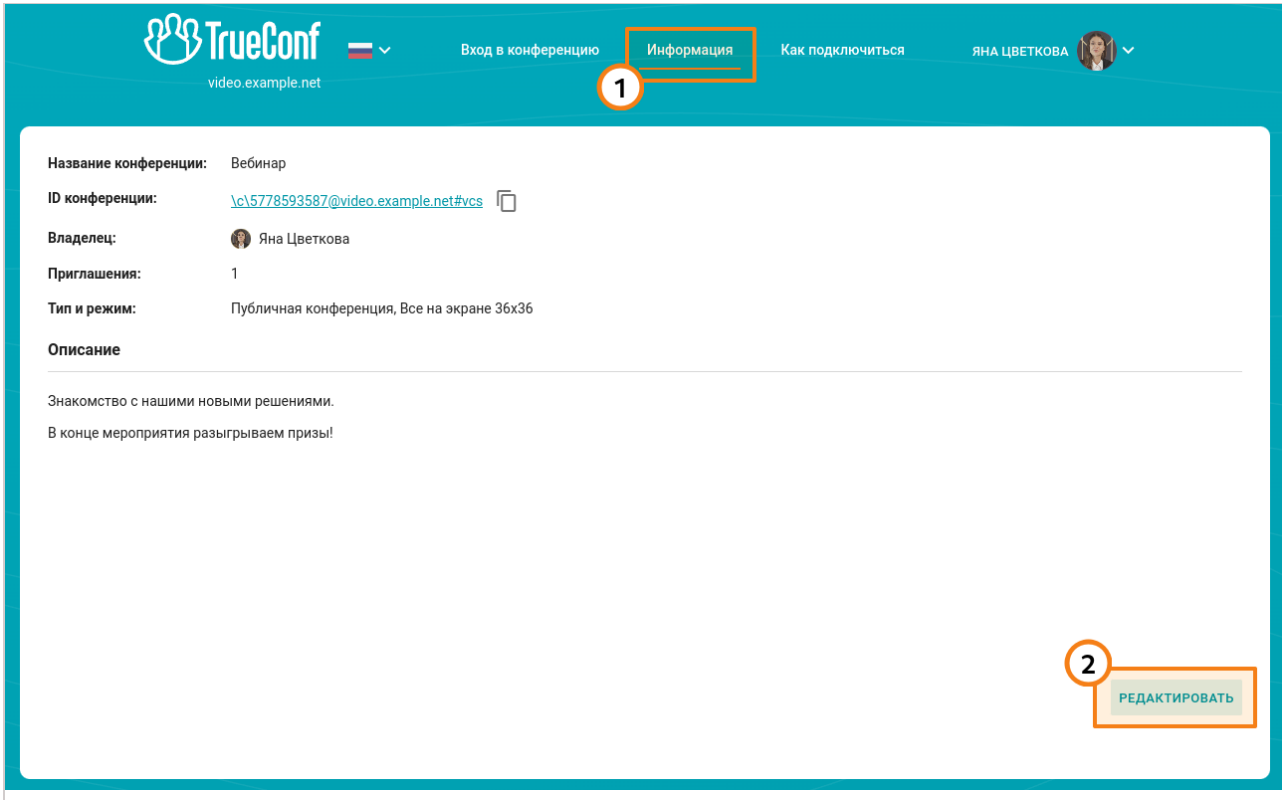 TrueConf
video.example.net
Вход в конференцию Информация Как подключиться ЯНА ЦВЕТКОВА
1
Название конференции: Вебинар
ID конференции: \c\5778593587@video.example.net#vcs
Владелец: Яна Цветкова
Приглашения: 1
Тип и режим: Публичная конференция, Все на экране 36x36
Описание
Знакомство с нашими новыми решениями.
В конце мероприятия разыгрываем призы!
2
РЕДАКТИРОВАТЬ